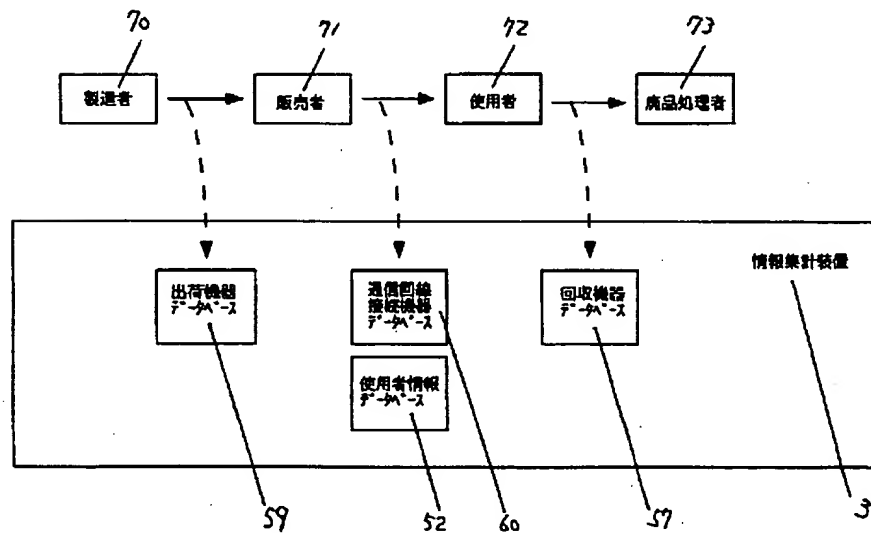 70
71
72
73
製造者
販売者
使用者
廃品処理者
情報集計装置
出荷機器
データベース
通信回線
接続機器
データベース
回収機器
データベース
使用者情報
データベース
59
52
60
57
3